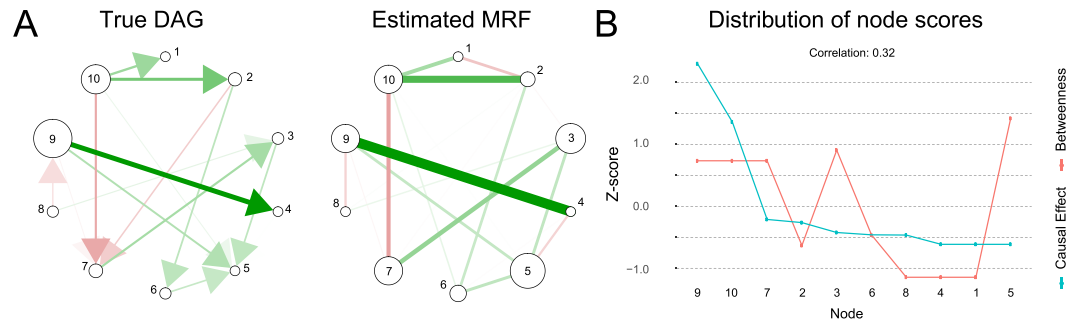 A
True DAG
Estimated MRF
1
2
3
4
5
6
7
8
9
10
1
2
3
4
5
6
7
8
9
10
B
Distribution of node scores
Correlation: 0.32
2.0
1.0
0.0
−1.0
Z-score
9 10 7 2 3 6 8 4 1 5
Node
Causal Effect
Betweenness